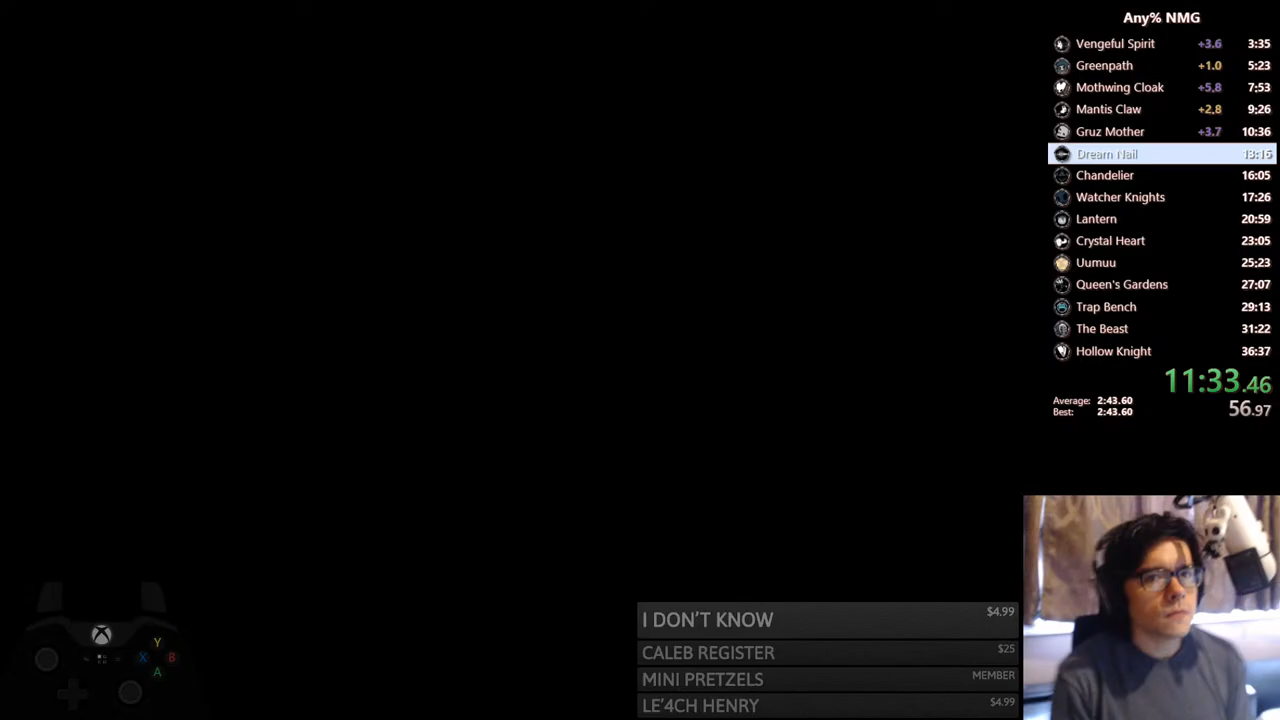 Any% NMG
Vengeful Spirit +3.6 3:35
Greenpath +1.0 5:23
Mothwing Cloak +5.8 7:53
Mantis Claw +2.8 9:26
Gruz Mother +3.7 10:36
Dream Nail 13:16
Chandelier 16:05
Watcher Knights 17:26
Lantern 20:59
Crystal Heart 23:05
Uumuu 25:23
Queen's Gardens 27:07
Trap Bench 29:13
The Beast 31:22
Hollow Knight 36:37
11:33.46
Average: 2:43.60
Best: 2:43.60
56.97
I DON'T KNOW $4.99
CALEB REGISTER $25
MINI PRETZELS MEMBER
LE'4CH HENRY $4.99
Y
X B
A